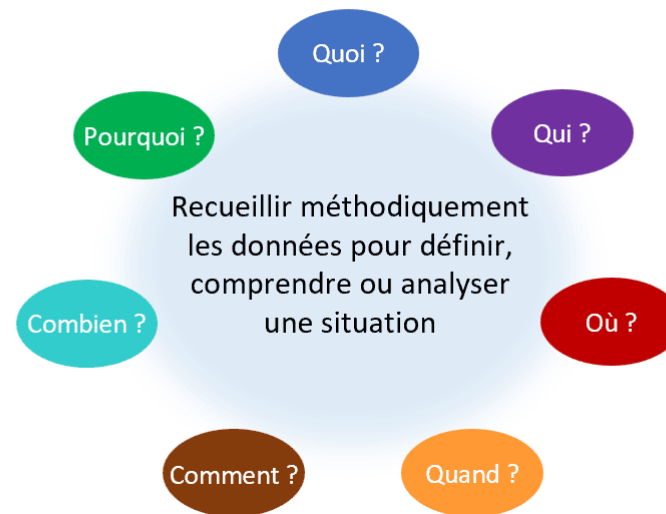 Quoi ?
Qui ?
Pourquoi ?
Recueillir méthodiquement
les données pour définir,
comprendre ou analyser
une situation
Combien ?
Où ?
Comment ?
Quand ?